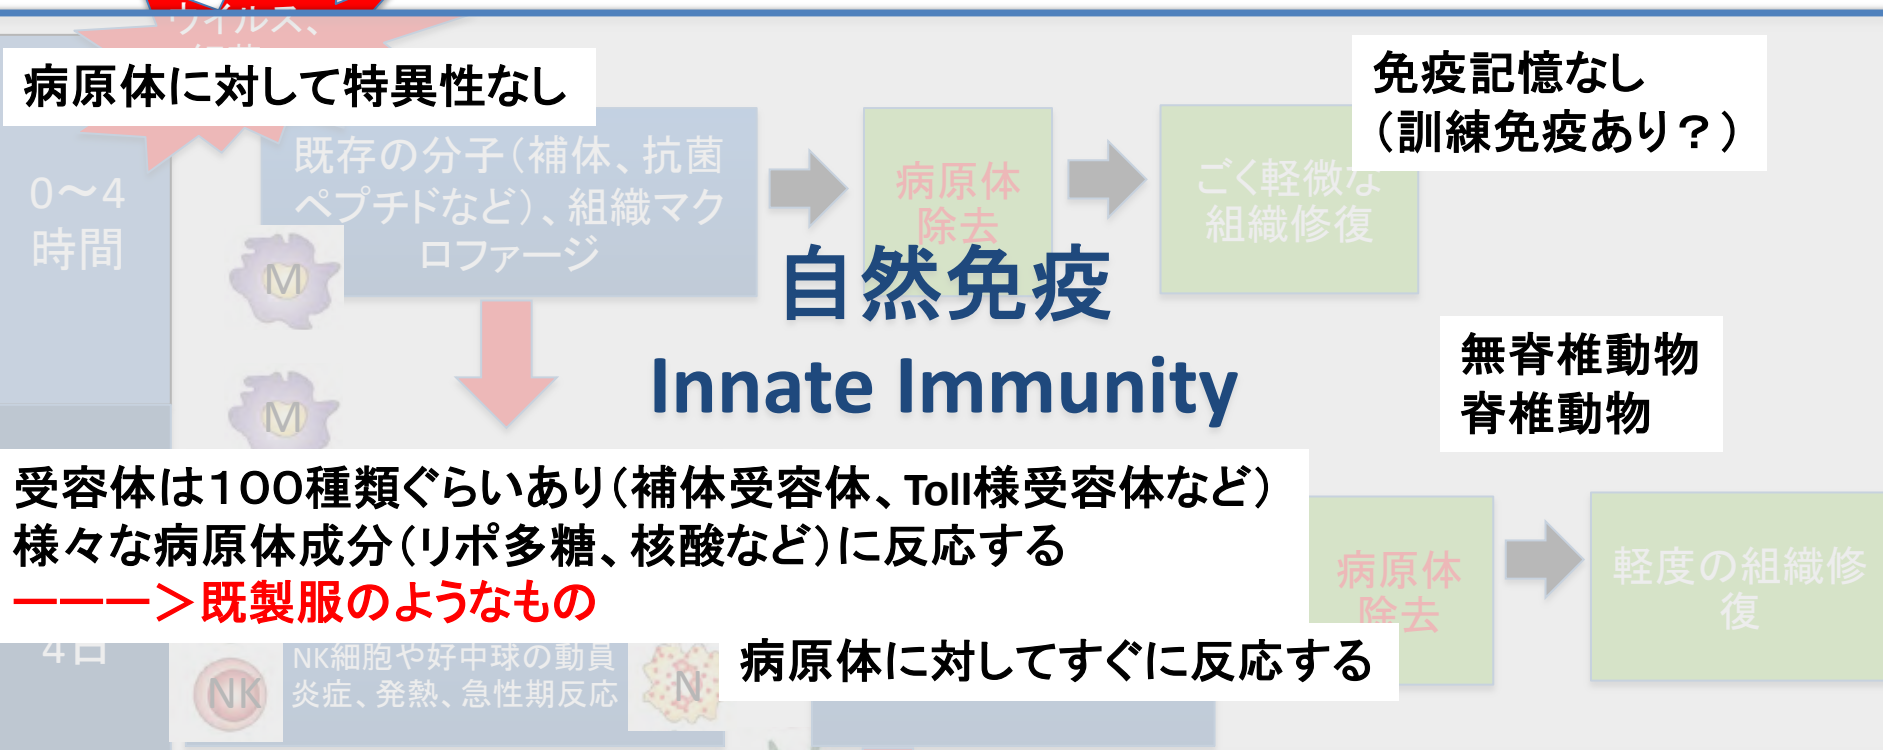 ウイルス、
病原体に対して特異性なし
免疫記憶なし
（訓練免疫あり？）
0～4
時間
既存の分子（補体、抗菌
ペプチドなど）、組織マク
ロファージ
病原体
除去
ごく軽微な
組織修復
M
自然免疫
Innate Immunity
M
無脊椎動物
脊椎動物
受容体は１００種類ぐらいあり（補体受容体、Toll様受容体など）
様々な病原体成分（リポ多糖、核酸など）に反応する
ーーー＞既製服のようなもの
病原体
除去
軽度の組織修
復
病原体に対してすぐに反応する
4日
NK
NK細胞や好中球の動員
炎症、発熱、急性期反応
N